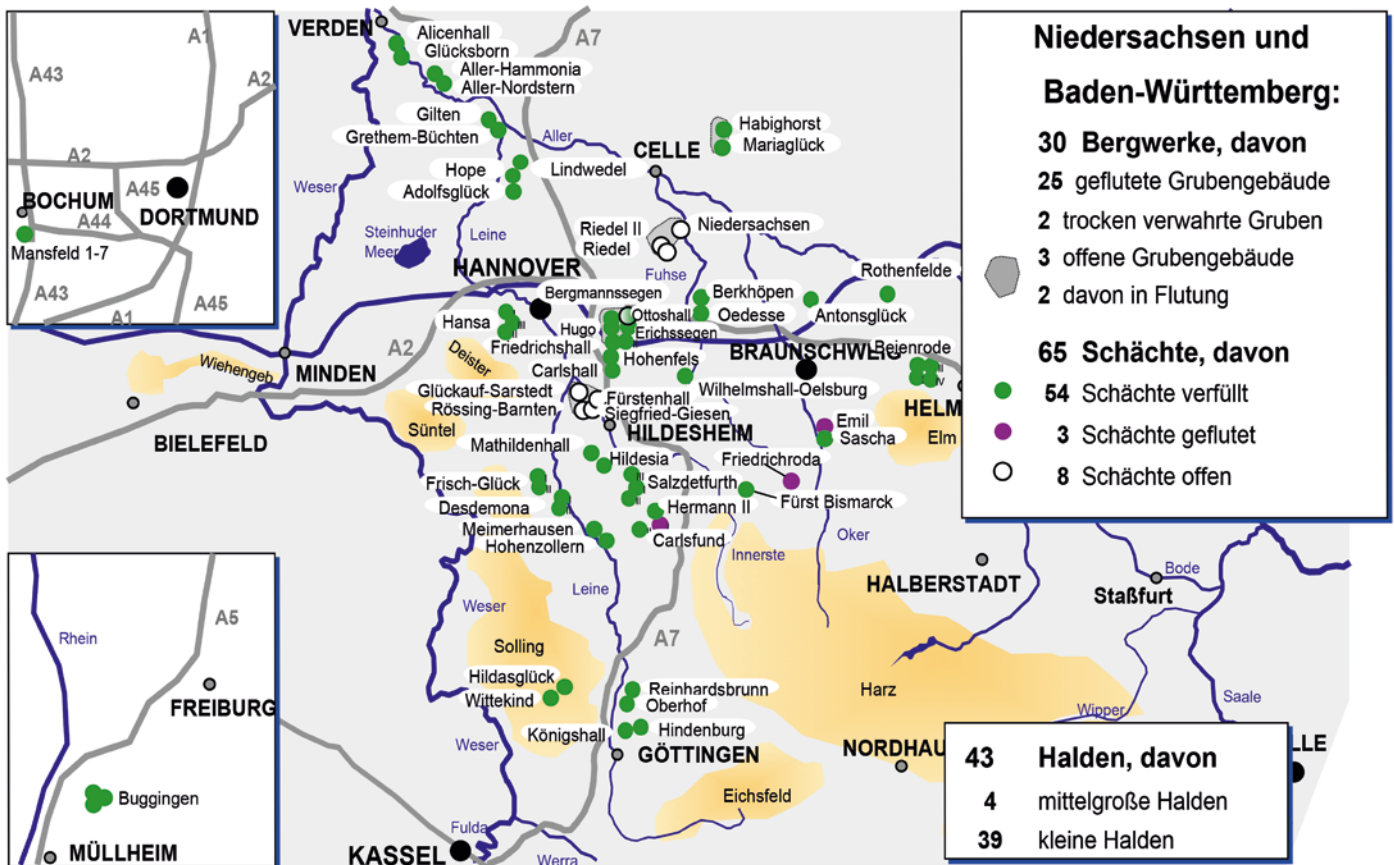 A1
A43
A2
A2
A45
BOCHUM
A44
DORTMUND
Mansfeld 1-7
A43
A45
A1
VERDEN
Alicenhall
Glücksborn
A7
Aller-Hammonia
Aller-Nordstern
Gilten
Grethem-Büchten
Aller
Habighorst
Mariaglück
CELLE
Hope
Lindwedel
Adolfsglück
Weser
Steinhuder
Meer
Leine
Riedel II
Riedel
Niedersachsen
Fuhse
HANNOVER
Rothenfelde
Bergmannssegen
Berkhöpen
Oedesse
Antonsglück
Hansa
Hugo
Ottoshall
Erichssegen
A2
Friedrichshall
Hohenfels
BRAUNSCHWEIG
Beienrode
II
IV
Deister
Carlshall
Wiehengeb
MINDEN
Glückauf-Sarstedt
Fürstenhall
Wilhelmshall-Oelsburg
Rössing-Barnten
Siegfried-Giesen
HELM
Emil
Sascha
Elm
BIELEFELD
Süntel
HILDESHEIM
Mathildenhall
Hildesia
Friedrichroda
Frisch-Glück
Salzdetfurth
Desdemona
Hermann II
Fürst Bismarck
Meimerhausen
Hohenzollern
Carlsfund
Innerste
Oker
HALBERSTADT
Bode
Staßfurt
Leine
Weser
A7
Solling
Hildasglück
Wittekind
Reinhardsbrunn
Oberhof
Harz
Wipper
Saale
Königshall
Hindenburg
Weser
GÖTTINGEN
NORDHAU
LLE
Eichsfeld
Fulda
KASSEL
Werra
Rhein
A5
FREIBURG
Buggingen
MÜLLHEIM
Niedersachsen und
Baden-Württemberg:
30 Bergwerke, davon
25 geflutete Grubengebäude
2 trocken verwahrte Gruben
3 offene Grubengebäude
2 davon in Flutung
65 Schächte, davon
54 Schächte verfüllt
3 Schächte geflutet
8 Schächte offen
43 Halden, davon
4 mittelgroße Halden
39 kleine Halden